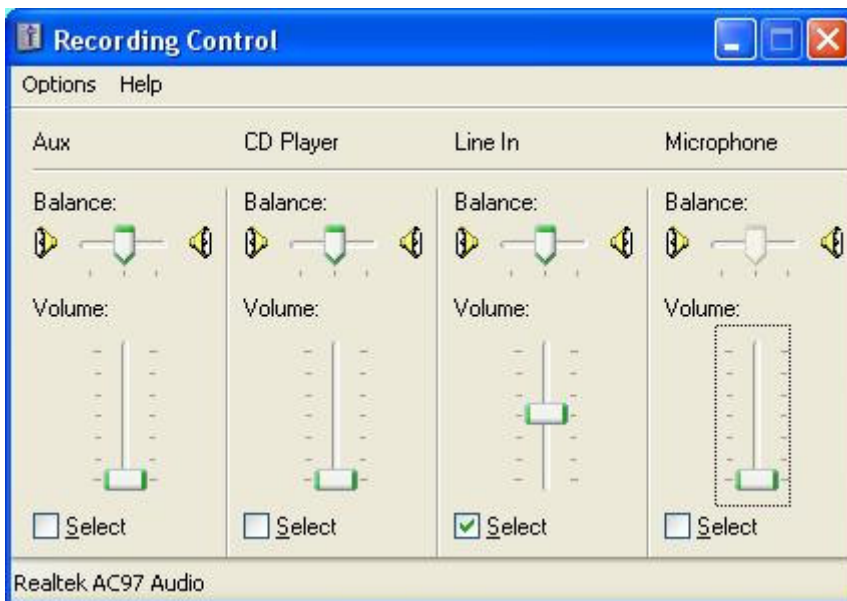 Recording Control
Options Help
Aux CD Player Line In Microphone
Balance: Balance: Balance: Balance:
Volume: Volume: Volume: Volume:
Select Select Select Select
Realtek AC97 Audio